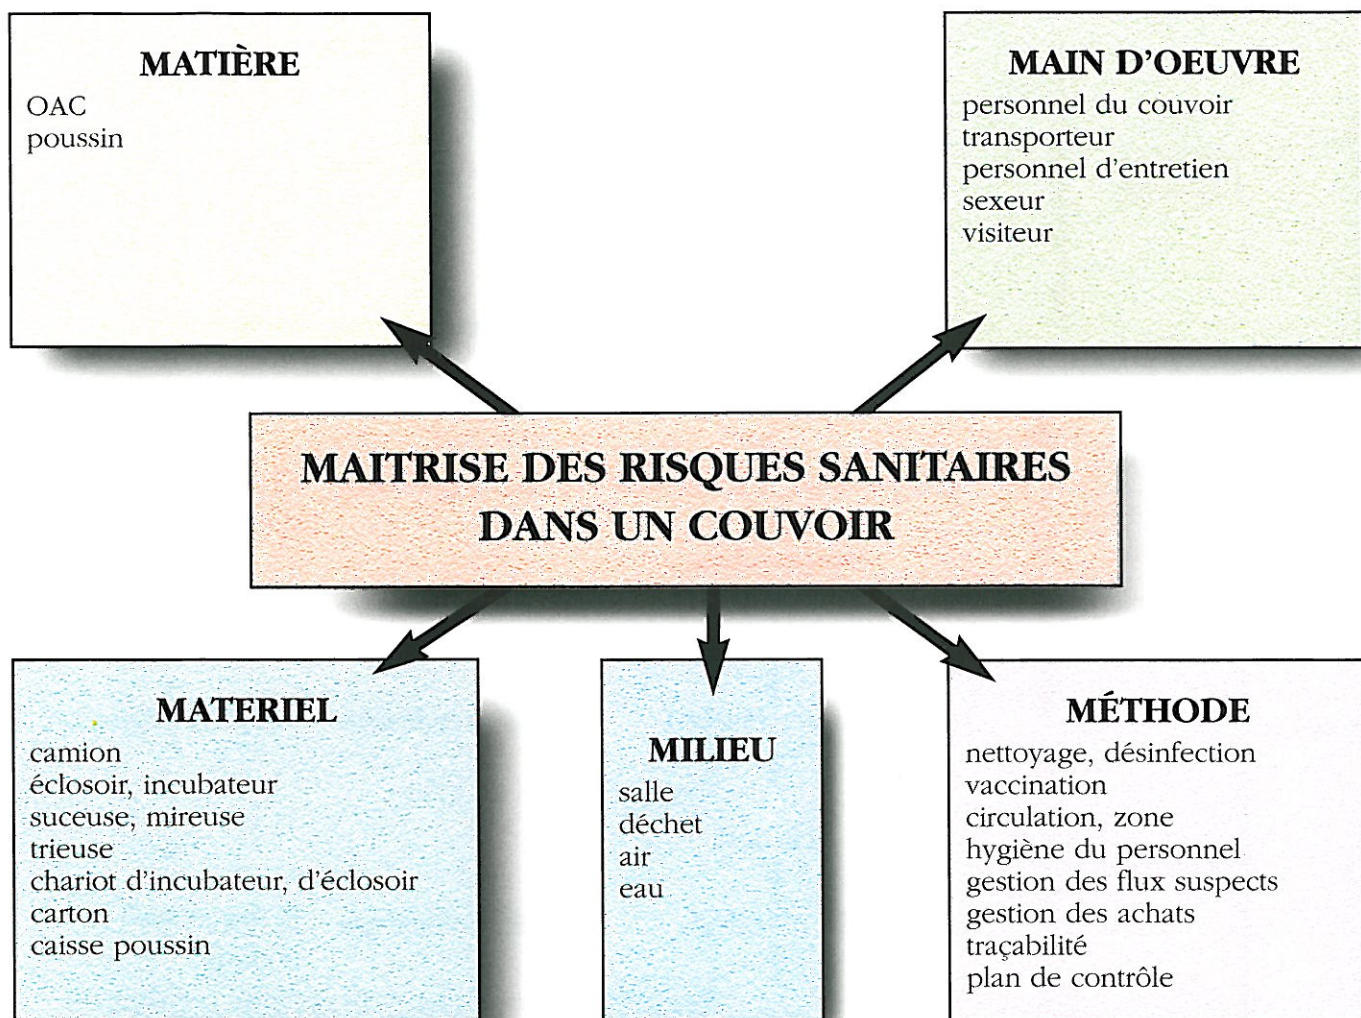 MATIÈRE
OAC
poussin
MAIN D'OEUVRE
personnel du couvoir
transporteur
personnel d'entretien
sexeur
visiteur
MAITRISE DES RISQUES SANITAIRES
DANS UN COUVOIR
MATERIEL
camion
éclosoir, incubateur
suceuse, mireuse
trieuse
chariot d'incubateur, d'éclosoir
carton
caisse poussin
MILIEU
salle
déchet
air
eau
MÉTHODE
nettoyage, désinfection
vaccination
circulation, zone
hygiène du personnel
gestion des flux suspects
gestion des achats
traçabilité
plan de contrôle